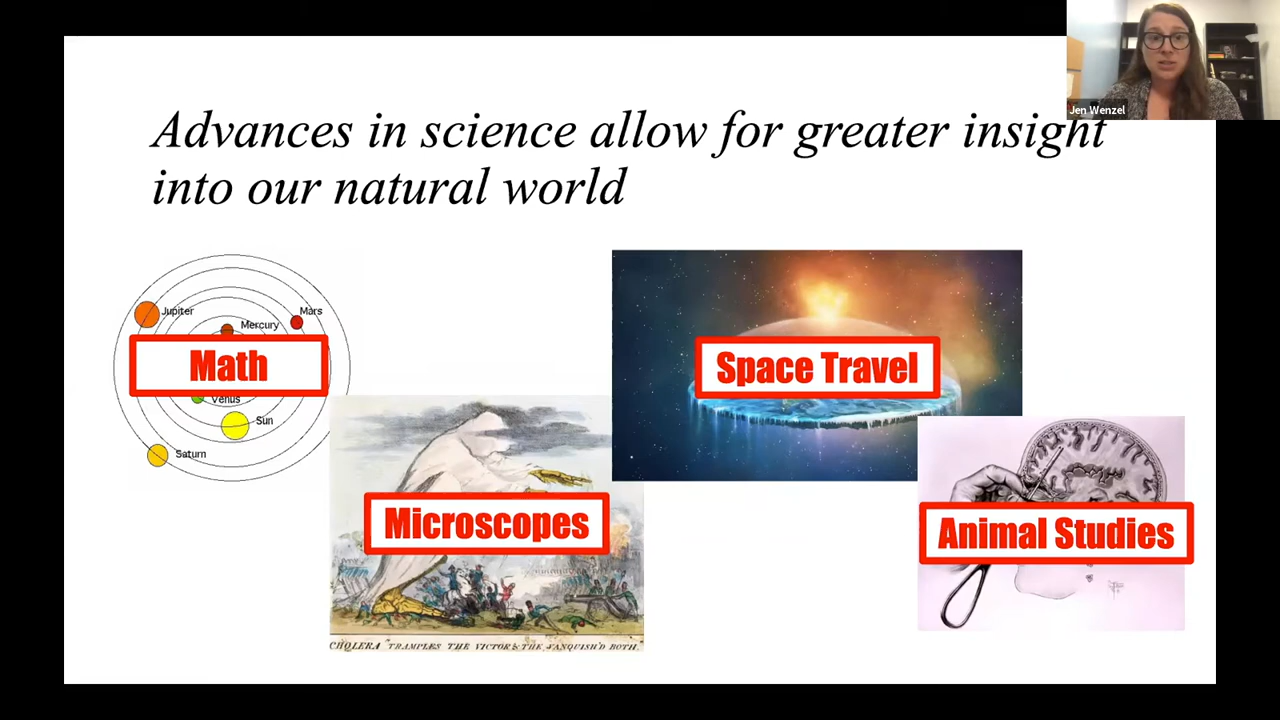 Jen Wenzel
Advances in science allow for greater insight
into our natural world
Jupiter
Mars
Mercury
Math
Venus
Sun
Saturn
Space Travel
Microscopes
Animal Studies
CHOLERA "TRAMPLES THE VICTOR & THE VANQUISH'D BOTH."